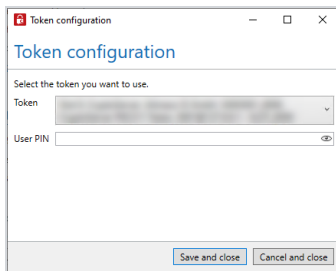 Token configuration
Token configuration
Select the token you want to use.
Token
User PIN
Save and close
Cancel and close